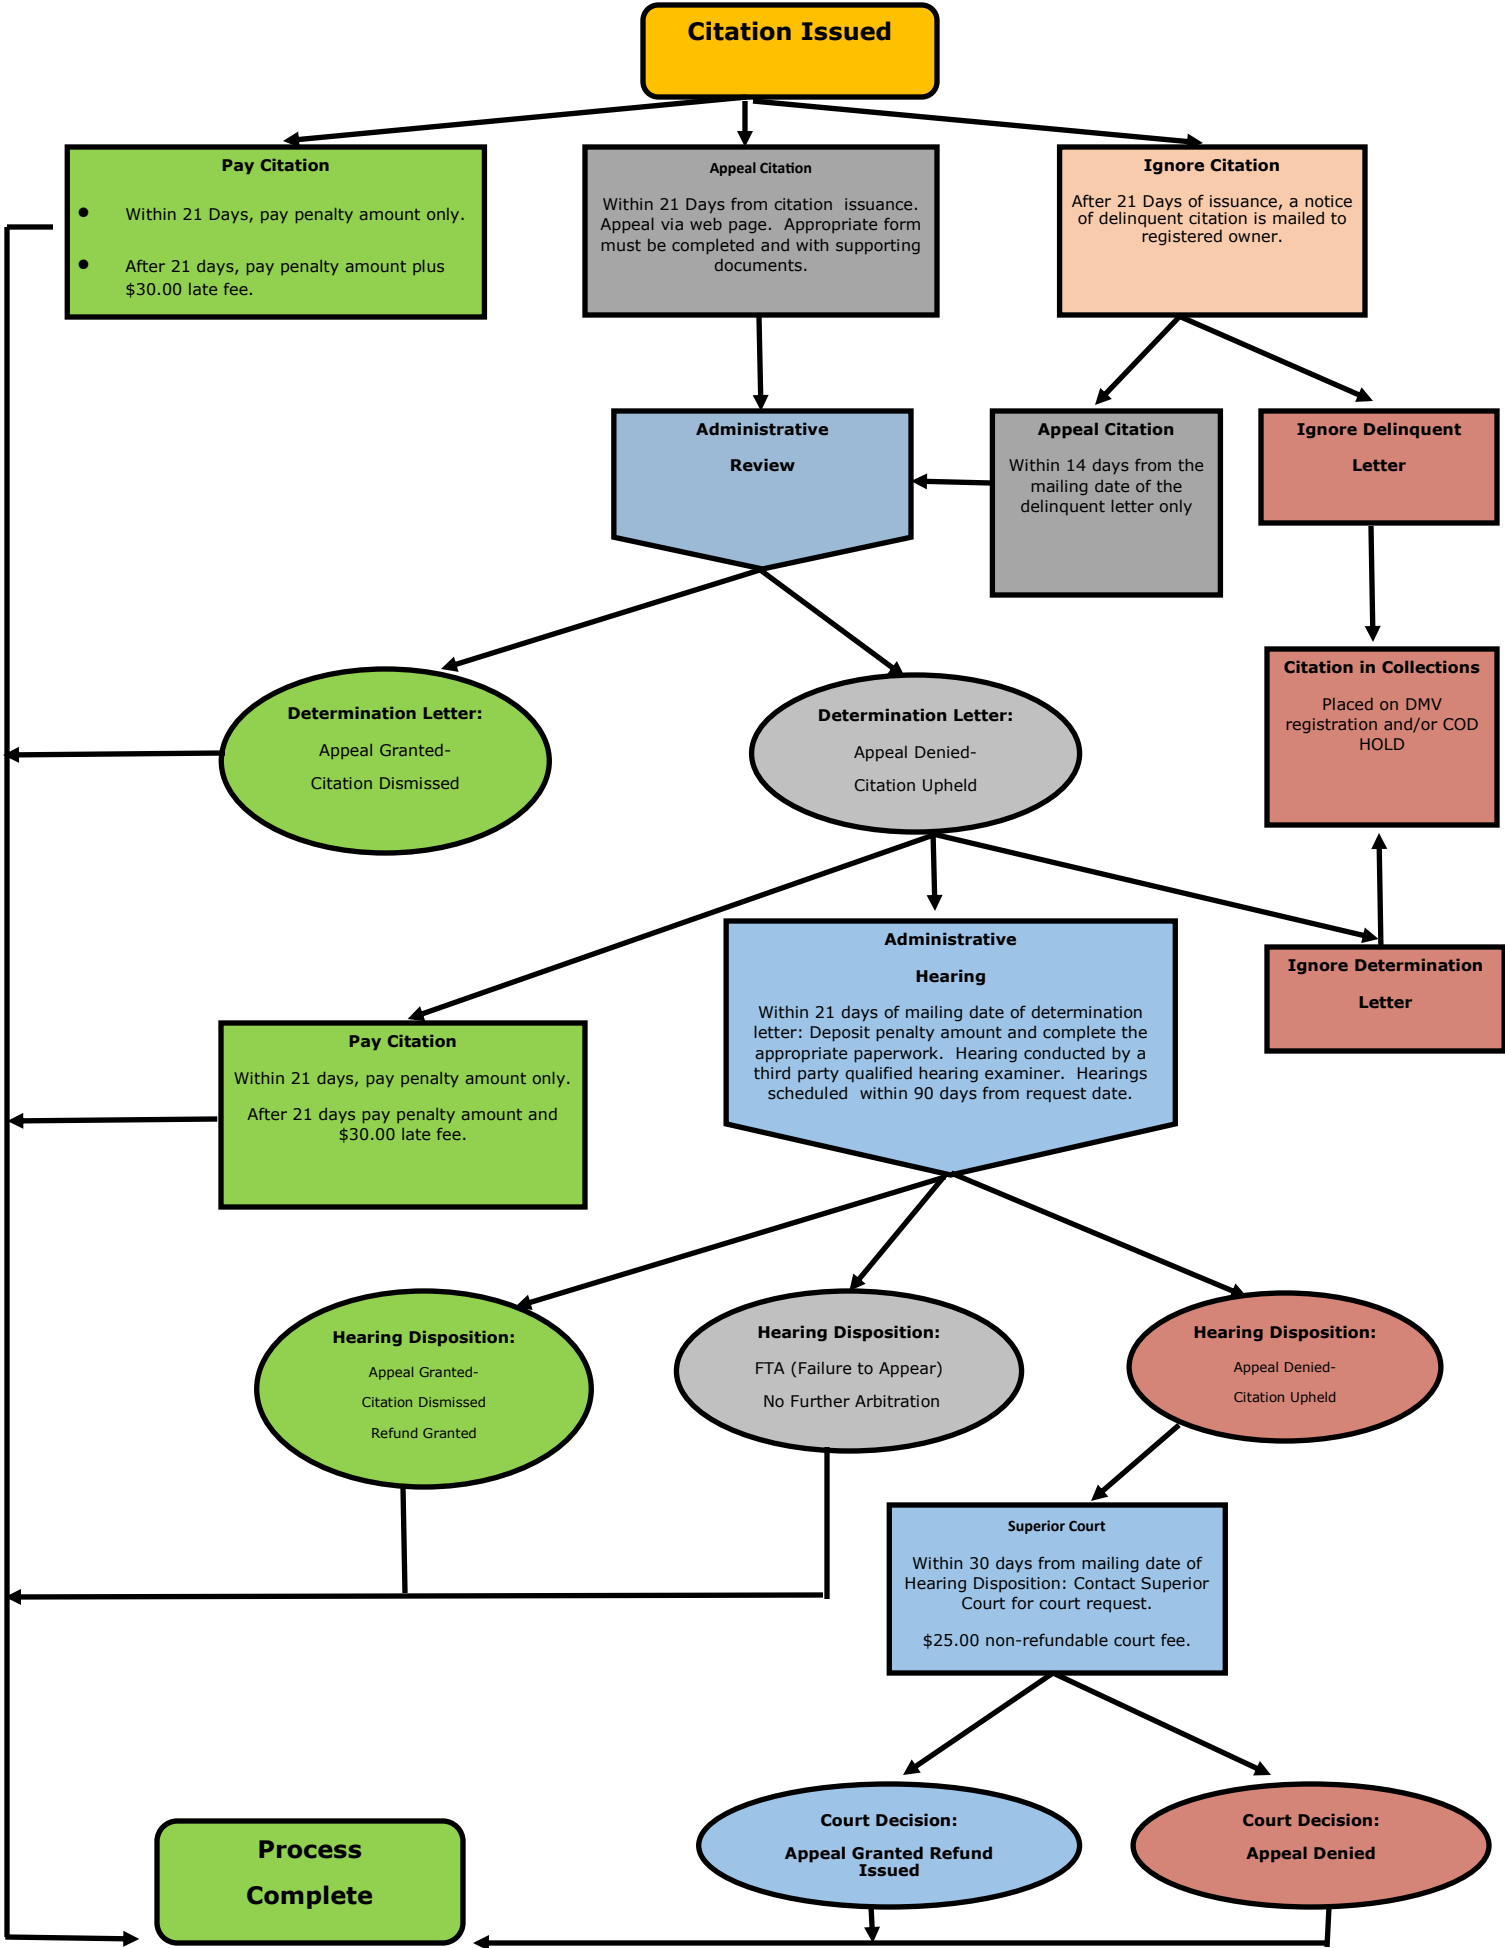 Citation Issued
Pay Citation
• Within 21 Days, pay penalty amount only.
• After 21 days, pay penalty amount plus
$30.00 late fee.
Appeal Citation
Within 21 Days from citation issuance.
Appeal via web page. Appropriate form
must be completed and with supporting
documents.
Ignore Citation
After 21 Days of issuance, a notice
of delinquent citation is mailed to
registered owner.
Administrative
Review
Appeal Citation
Within 14 days from the
mailing date of the
delinquent letter only
Ignore Delinquent
Letter
Determination Letter:
Appeal Granted-
Citation Dismissed
Determination Letter:
Appeal Denied-
Citation Upheld
Citation in Collections
Placed on DMV
registration and/or COD
HOLD
Administrative
Hearing
Within 21 days of mailing date of determination
letter: Deposit penalty amount and complete the
appropriate paperwork. Hearing conducted by a
third party qualified hearing examiner. Hearings
scheduled within 90 days from request date.
Ignore Determination
Letter
Pay Citation
Within 21 days, pay penalty amount only.
After 21 days pay penalty amount and
$30.00 late fee.
Hearing Disposition:
Appeal Granted-
Citation Dismissed
Refund Granted
Hearing Disposition:
FTA (Failure to Appear)
No Further Arbitration
Hearing Disposition:
Appeal Denied-
Citation Upheld
Superior Court
Within 30 days from mailing date of
Hearing Disposition: Contact Superior
Court for court request.
$25.00 non-refundable court fee.
Process
Complete
Court Decision:
Appeal Granted Refund
Issued
Court Decision:
Appeal Denied